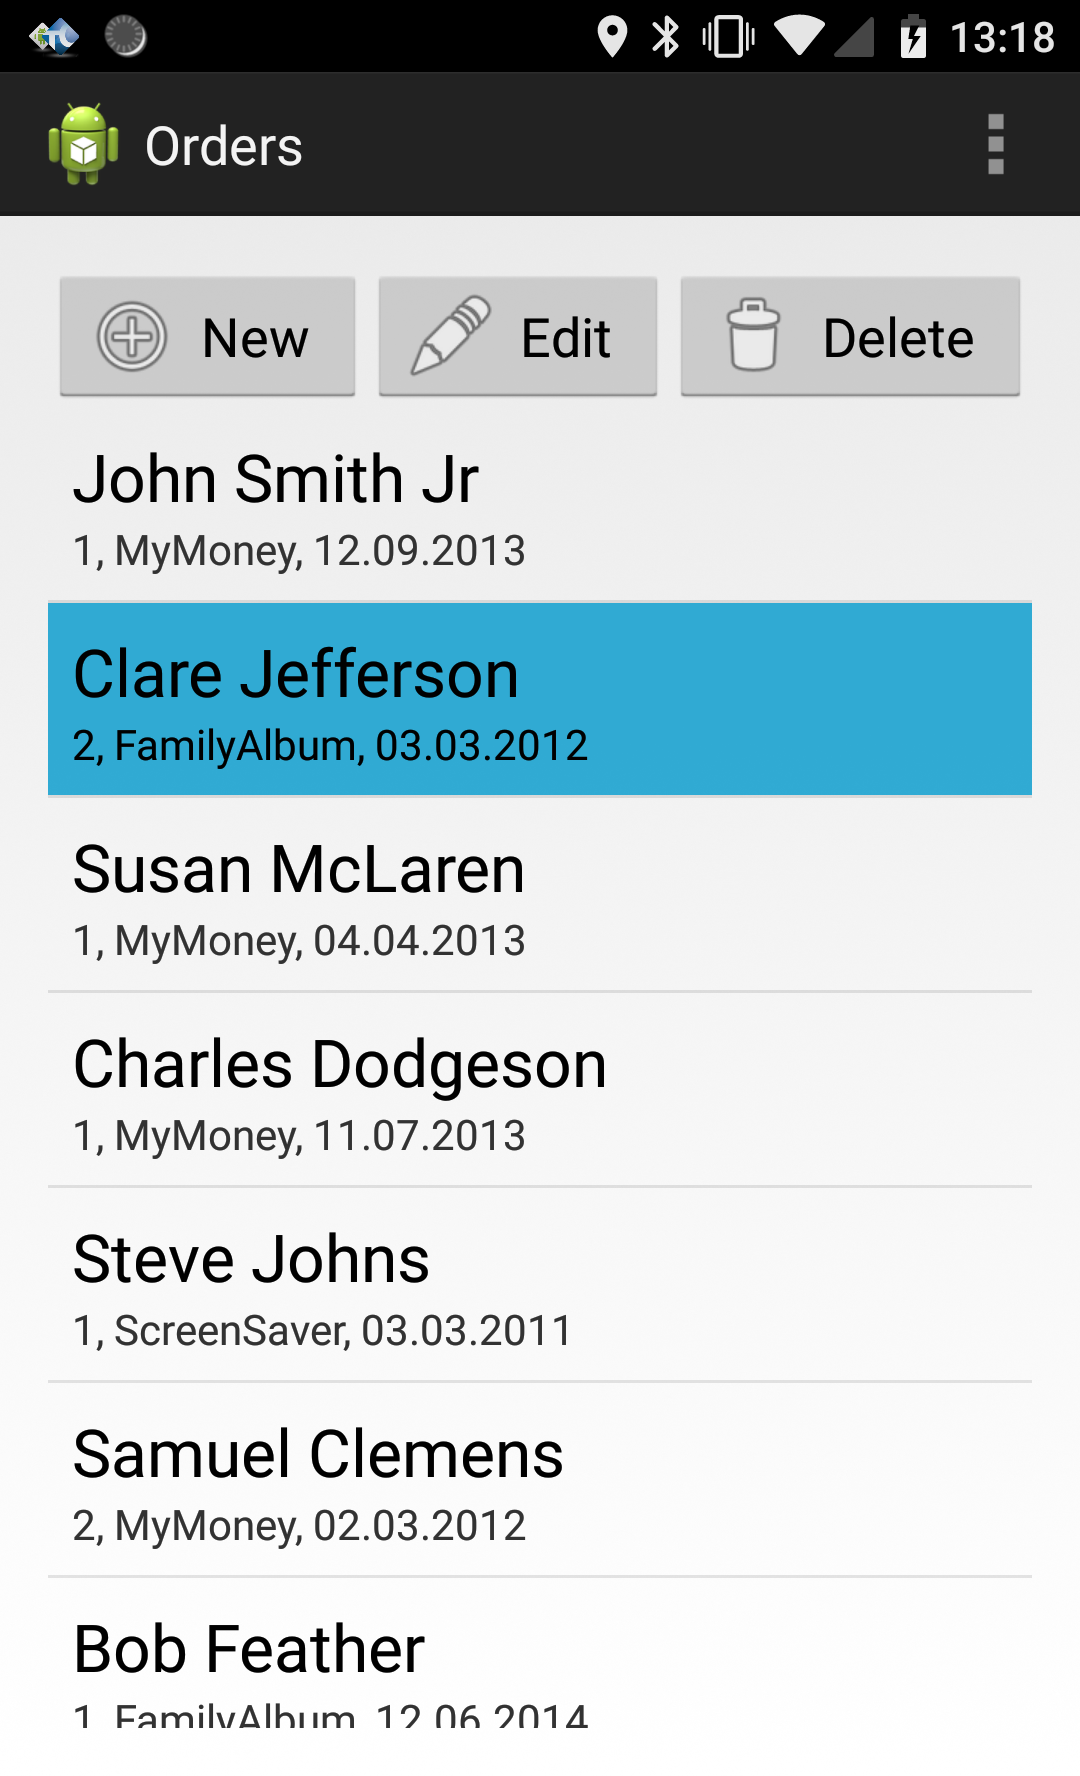 13:18
Orders
New Edit Delete
John Smith Jr
1, MyMoney, 12.09.2013
Clare Jefferson
2, FamilyAlbum, 03.03.2012
Susan McLaren
1, MyMoney, 04.04.2013
Charles Dodgeson
1, MyMoney, 11.07.2013
Steve Johns
1, ScreenSaver, 03.03.2011
Samuel Clemens
2, MyMoney, 02.03.2012
Bob Feather
1, FamilyAlbum, 12.06.2014